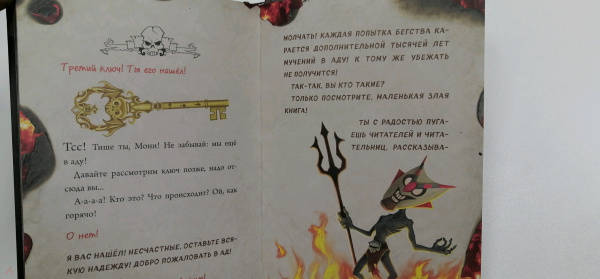 Третий ключ! Ты его нашёл!
Тсс! Тише ты, Мони! Не забывай: мы ещё
в аду!
Давайте рассмотрим ключ позже, надо от-
сюда вы...
А-а-а-а? Кто это? Что происходит? Ой, как
горячо!
О нет!
Я ВАС НАШЁЛ! НЕСЧАСТНЫЕ, ОСТАВЬТЕ ВСЯ-
КУЮ НАДЕЖДУ! ДОБРО ПОЖАЛОВАТЬ В АД!
МОЛЧАТЬ! КАЖДАЯ ПОПЫТКА БЕГСТВА КА-
РАЕТСЯ ДОПОЛНИТЕЛЬНОЙ ТЫСЯЧЕЙ ЛЕТ
МУЧЕНИЙ В АДУ! К ТОМУ ЖЕ УБЕЖАТЬ
НЕ ПОЛУЧИТСЯ!
ТАК-ТАК, ВЫ КТО ТАКИЕ?
ТОЛЬКО ПОСМОТРИТЕ, МАЛЕНЬКАЯ ЗЛАЯ
КНИГА!
ТЫ С РАДОСТЬЮ ПУГА-
ЕШЬ ЧИТАТЕЛЕЙ И ЧИТА-
ТЕЛЬНИЦ, РАССКАЗЫВА-